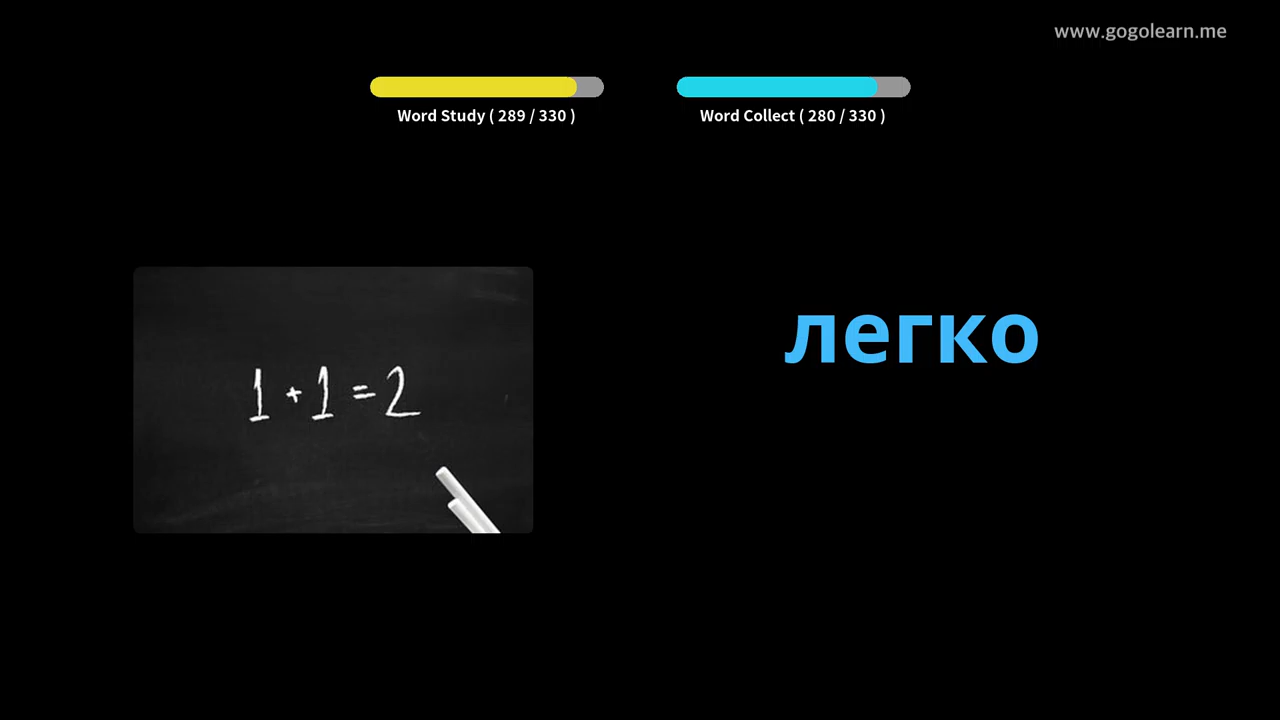 www.gogolearn.me
Word Study ( 289 / 330 )
Word Collect ( 280 / 330 )
легко
1 + 1 = 2